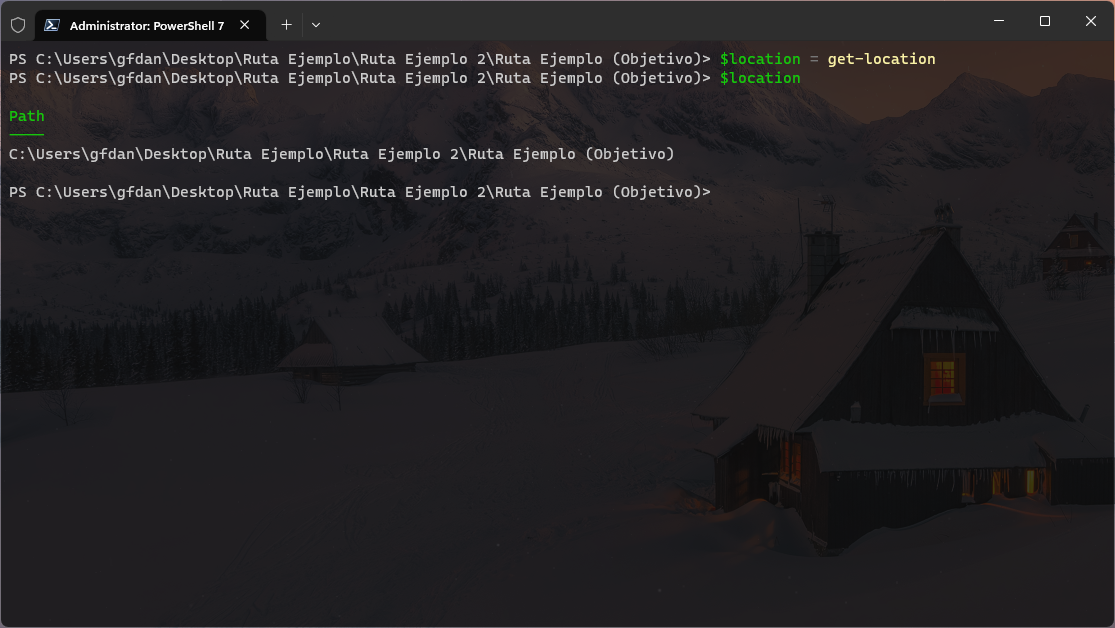 Administrator: PowerShell 7
PS C:\Users\gfdan\Desktop\Ruta Ejemplo\Ruta Ejemplo 2\Ruta Ejemplo (Objetivo)> $location = get-location
PS C:\Users\gfdan\Desktop\Ruta Ejemplo\Ruta Ejemplo 2\Ruta Ejemplo (Objetivo)> $location
Path
----
C:\Users\gfdan\Desktop\Ruta Ejemplo\Ruta Ejemplo 2\Ruta Ejemplo (Objetivo)
PS C:\Users\gfdan\Desktop\Ruta Ejemplo\Ruta Ejemplo 2\Ruta Ejemplo (Objetivo)>